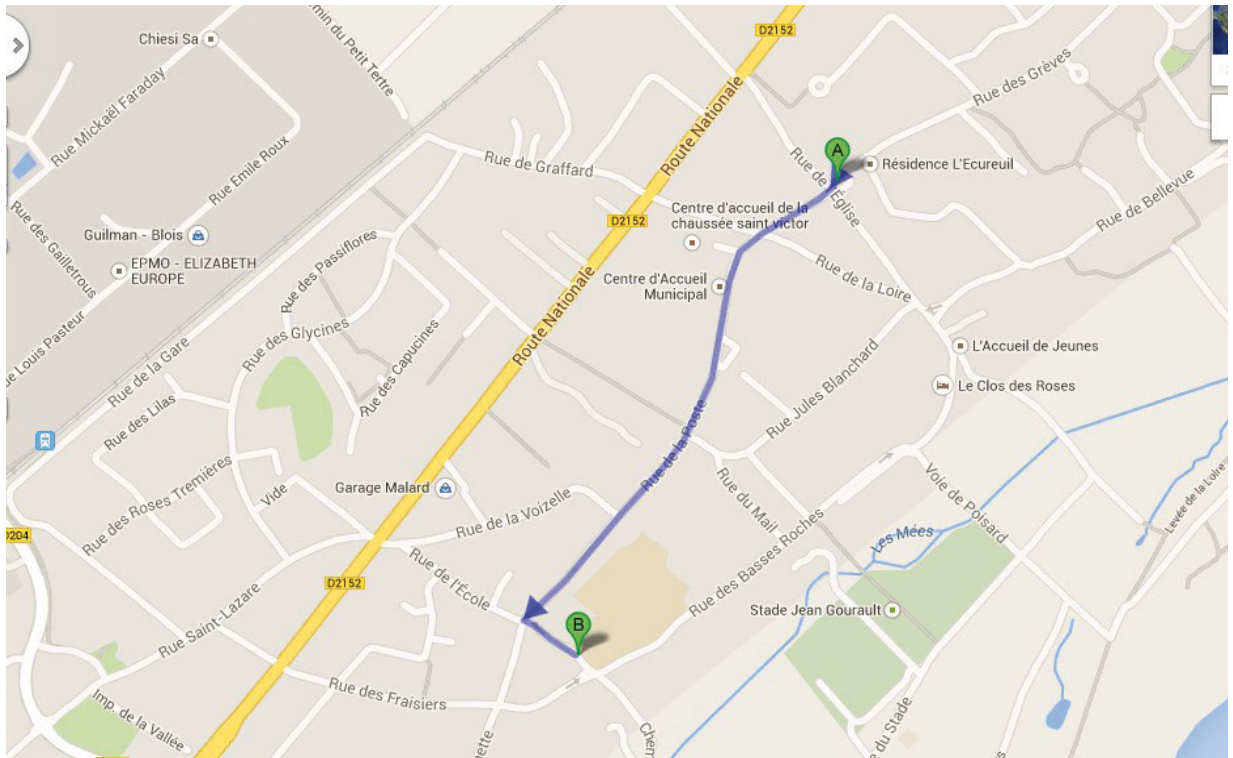 Chiesi Sa
min du Petit Tertre
D2152
Rue des Grèves
Rue Mickaël Faraday
Rue Emile Roux
Route Nationale
Rue de Graffard
A
Rue de l'Église
Résidence L'Ecureuil
Rue de Bellevue
Rue des Gailletrous
Guilman - Blois
D2152
Centre d'accueil de la
chaussée saint victor
EPMO - ELIZABETH
EUROPE
Rue des Passiflores
Centre d'Accueil
Municipal
Rue de la Loire
ue Louis Pasteur
Rue de la Gare
Rue des Glycines
Rue des Capucines
Route Nationale
L'Accueil de Jeunes
Rue Jules Blanchard
Le Clos des Roses
Rue des Lilas
Rue de la Poste
Rue des Roses Tremières
Vide
Garage Malard
Rue de la Voizelle
Rue du Mail
Voie de Poisard
Levée de la Loire
D204
Les Mées
Rue des Basses Roches
Rue de l'École
D2152
Stade Jean Gourault
Rue Saint-Lazare
B
Rue des Fraisiers
Imp. de la Vallée
nette
Chem
e du Stade